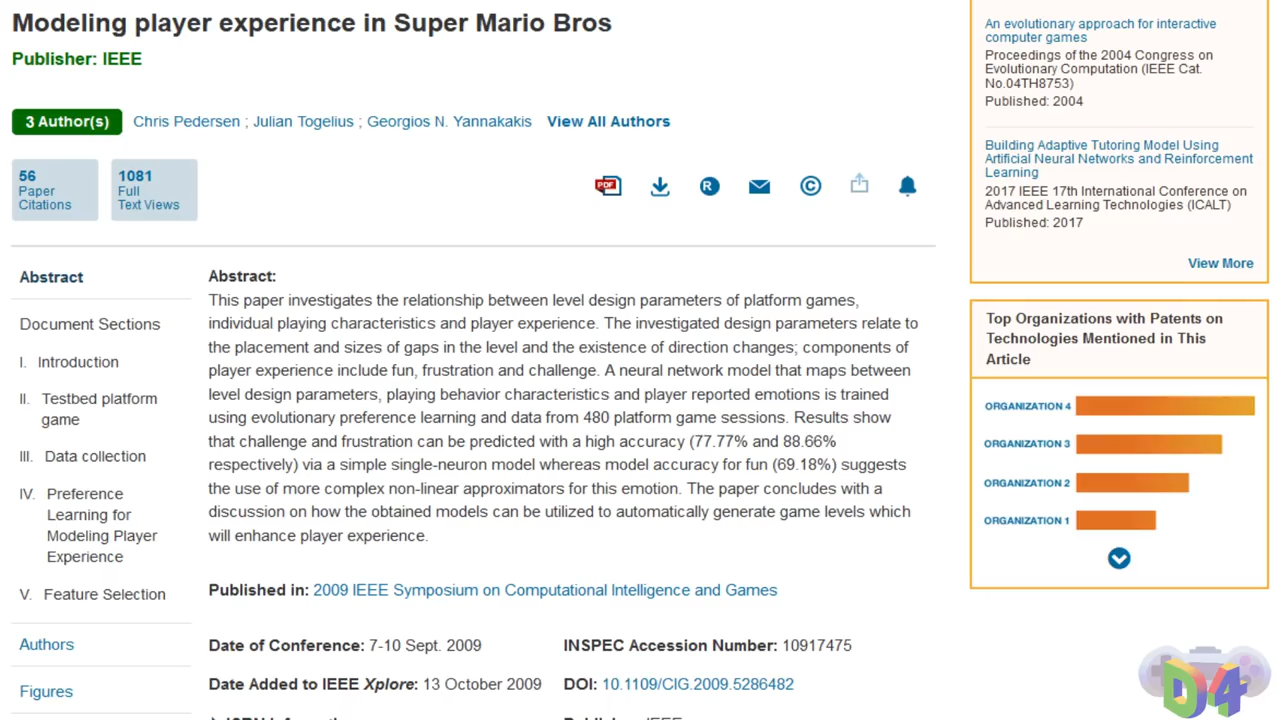 Modeling player experience in Super Mario Bros
Publisher: IEEE
3 Author(s)
Chris Pedersen ; Julian Togelius ; Georgios N. Yannakakis
View All Authors
56
Paper
Citations
1081
Full
Text Views
PDF
R
C
Abstract
Document Sections
I. Introduction
II. Testbed platform
game
III. Data collection
IV. Preference
Learning for
Modeling Player
Experience
V. Feature Selection
Authors
Figures
Abstract:
This paper investigates the relationship between level design parameters of platform games,
individual playing characteristics and player experience. The investigated design parameters relate to
the placement and sizes of gaps in the level and the existence of direction changes; components of
player experience include fun, frustration and challenge. A neural network model that maps between
level design parameters, playing behavior characteristics and player reported emotions is trained
using evolutionary preference learning and data from 480 platform game sessions. Results show
that challenge and frustration can be predicted with a high accuracy (77.77% and 88.66%
respectively) via a simple single-neuron model whereas model accuracy for fun (69.18%) suggests
the use of more complex non-linear approximators for this emotion. The paper concludes with a
discussion on how the obtained models can be utilized to automatically generate game levels which
will enhance player experience.
Published in: 2009 IEEE Symposium on Computational Intelligence and Games
Date of Conference: 7-10 Sept. 2009
INSPEC Accession Number: 10917475
Date Added to IEEE Xplore: 13 October 2009
DOI: 10.1109/CIG.2009.5286482
An evolutionary approach for interactive
computer games
Proceedings of the 2004 Congress on
Evolutionary Computation (IEEE Cat.
No.04TH8753)
Published: 2004
Building Adaptive Tutoring Model Using
Artificial Neural Networks and Reinforcement
Learning
2017 IEEE 17th International Conference on
Advanced Learning Technologies (ICALT)
Published: 2017
View More
Top Organizations with Patents on
Technologies Mentioned in This
Article
ORGANIZATION 4
ORGANIZATION 3
ORGANIZATION 2
ORGANIZATION 1
D4